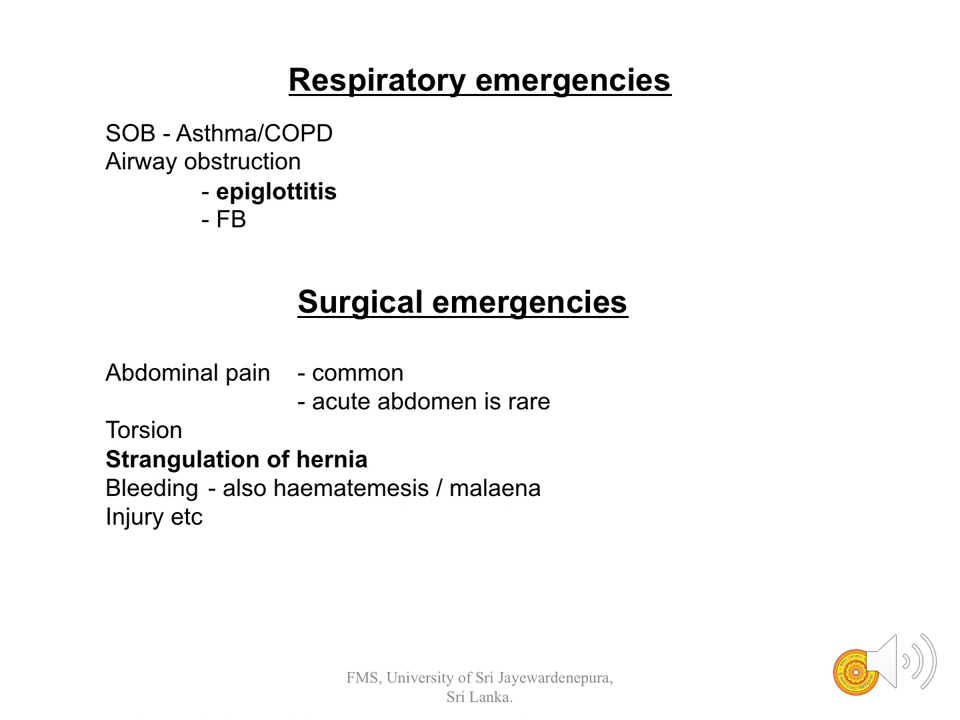 Respiratory emergencies
SOB - Asthma/COPD
Airway obstruction
- epiglottitis
- FB
Surgical emergencies
Abdominal pain - common
- acute abdomen is rare
Torsion
Strangulation of hernia
Bleeding - also haematemesis / malaena
Injury etc
FMS, University of Sri Jayewardenepura,
Sri Lanka.